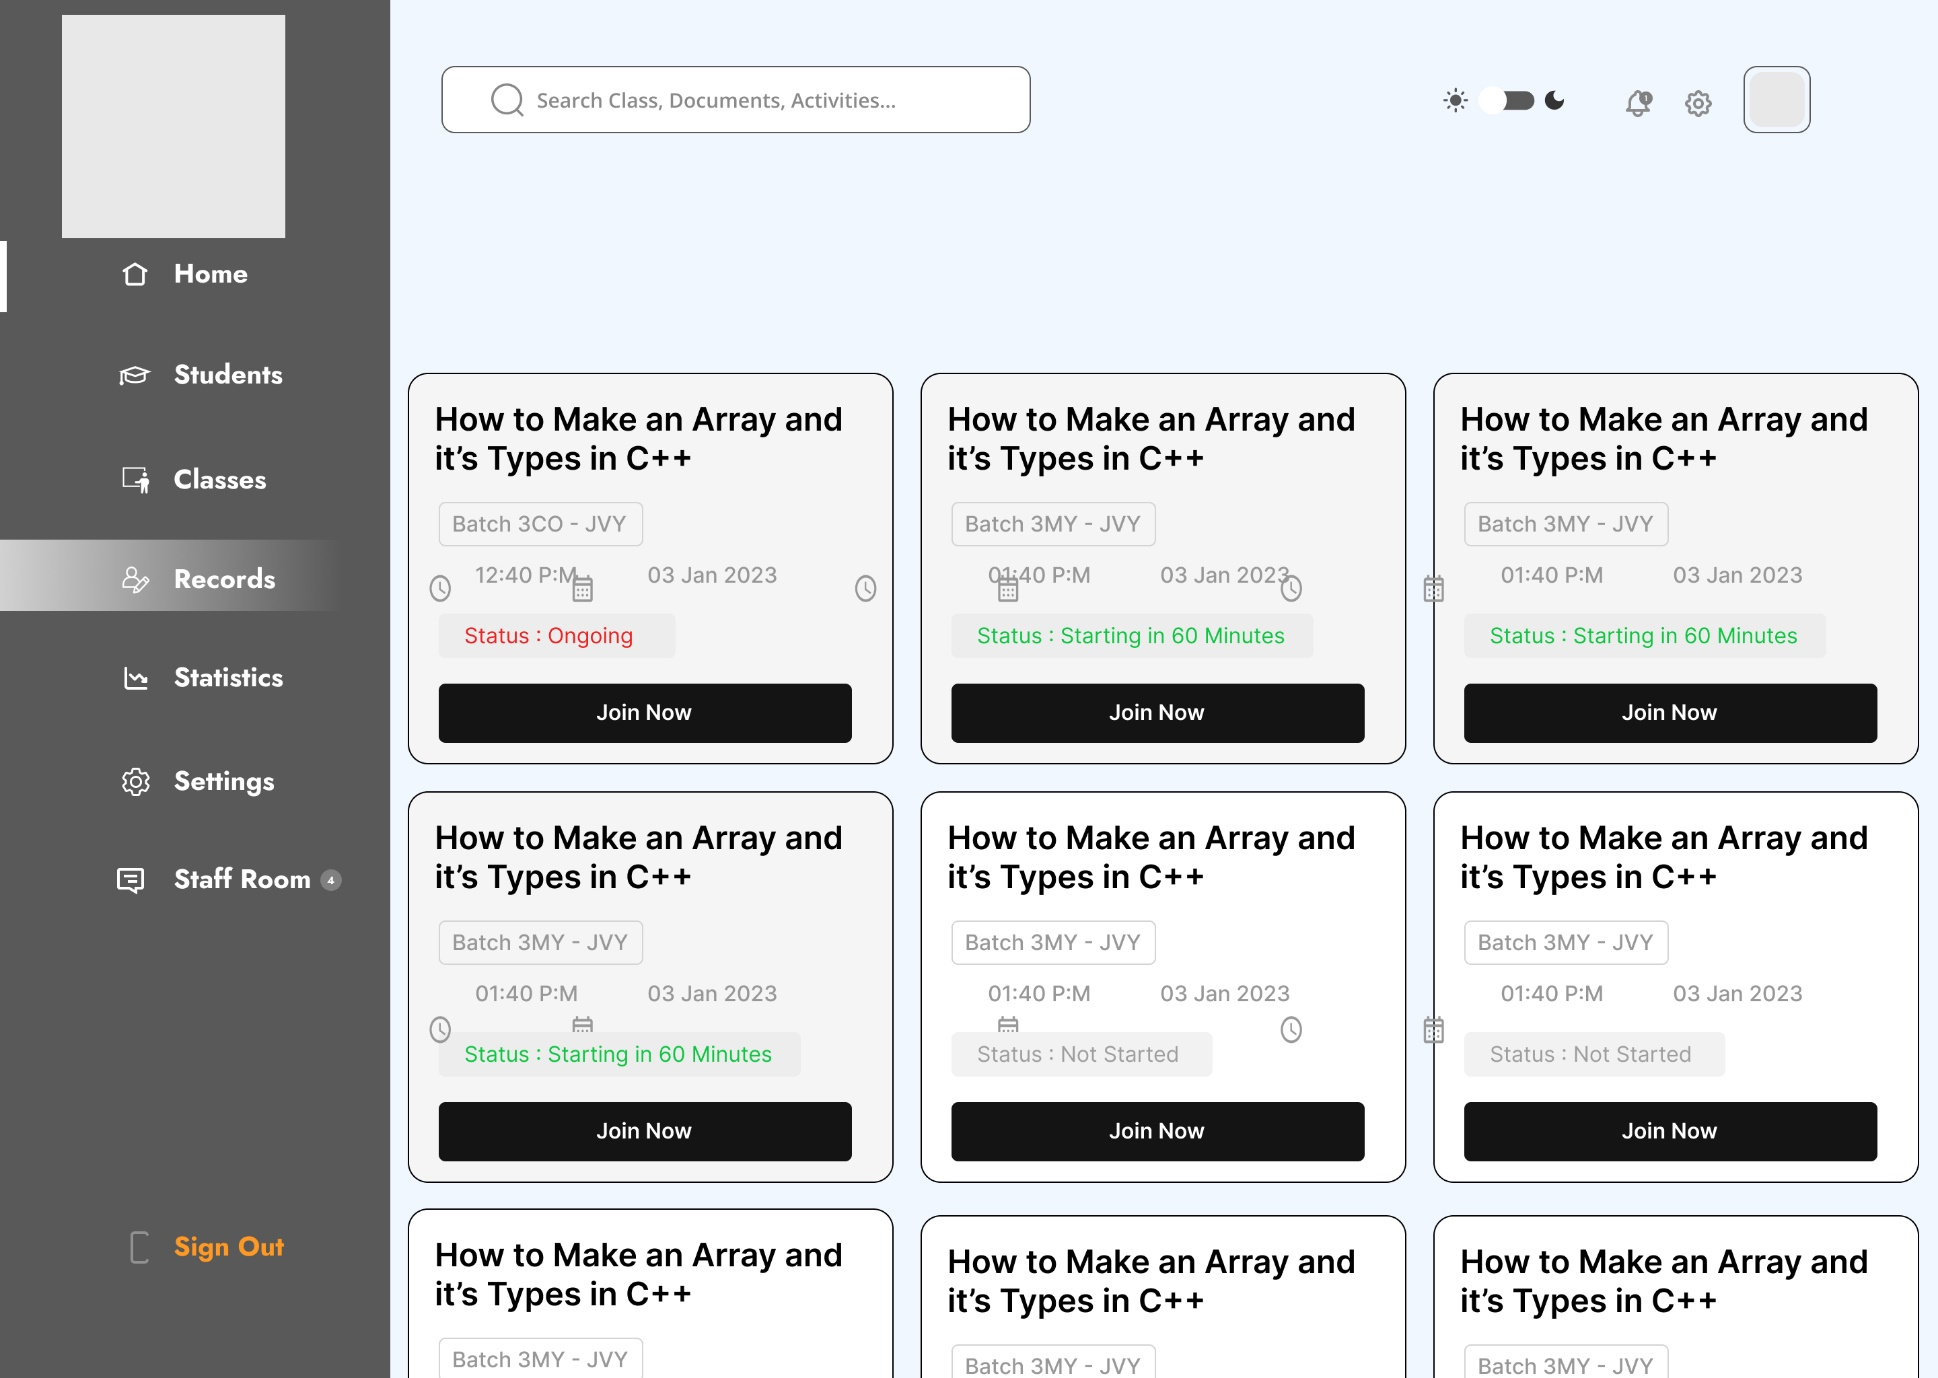 Home
Students
Classes
Records
Statistics
Settings
Staff Room 4
Sign Out
Search Class, Documents, Activities...
1
How to Make an Array and
it’s Types in C++
Batch 3CO - JVY
12:40 P:M 03 Jan 2023
Status : Ongoing
Join Now
How to Make an Array and
it’s Types in C++
Batch 3MY - JVY
01:40 P:M 03 Jan 2023
Status : Starting in 60 Minutes
Join Now
How to Make an Array and
it’s Types in C++
Batch 3MY - JVY
01:40 P:M 03 Jan 2023
Status : Starting in 60 Minutes
Join Now
How to Make an Array and
it’s Types in C++
Batch 3MY - JVY
01:40 P:M 03 Jan 2023
Status : Starting in 60 Minutes
Join Now
How to Make an Array and
it’s Types in C++
Batch 3MY - JVY
01:40 P:M 03 Jan 2023
Status : Not Started
Join Now
How to Make an Array and
it’s Types in C++
Batch 3MY - JVY
01:40 P:M 03 Jan 2023
Status : Not Started
Join Now
How to Make an Array and
it’s Types in C++
Batch 3MY - JVY
How to Make an Array and
it’s Types in C++
Batch 3MY - JVY
How to Make an Array and
it’s Types in C++
Batch 3MY - JVY